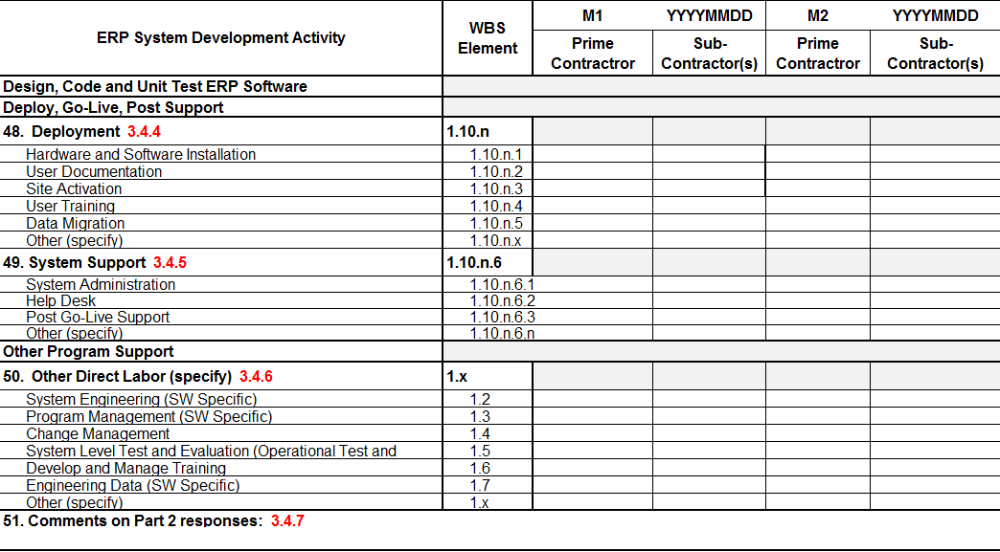 ERP System Development Activity WBS Element M1 YYYYMMDD M2 YYYYMMDD
Prime Contractror Sub-Contractor(s) Prime Contractror Sub-Contractor(s)
Design, Code and Unit Test ERP Software
Deploy, Go-Live, Post Support
48. Deployment 3.4.4 1.10.n
Hardware and Software Installation 1.10.n.1
User Documentation 1.10.n.2
Site Activation 1.10.n.3
User Training 1.10.n.4
Data Migration 1.10.n.5
Other (specify) 1.10.n.x
49. System Support 3.4.5 1.10.n.6
System Administration 1.10.n.6.1
Help Desk 1.10.n.6.2
Post Go-Live Support 1.10.n.6.3
Other (specify) 1.10.n.6.n
Other Program Support
50. Other Direct Labor (specify) 3.4.6 1.x
System Engineering (SW Specific) 1.2
Program Management (SW Specific) 1.3
Change Management 1.4
System Level Test and Evaluation (Operational Test and 1.5
Develop and Manage Training 1.6
Engineering Data (SW Specific) 1.7
Other (specify) 1.x
51. Comments on Part 2 responses: 3.4.7